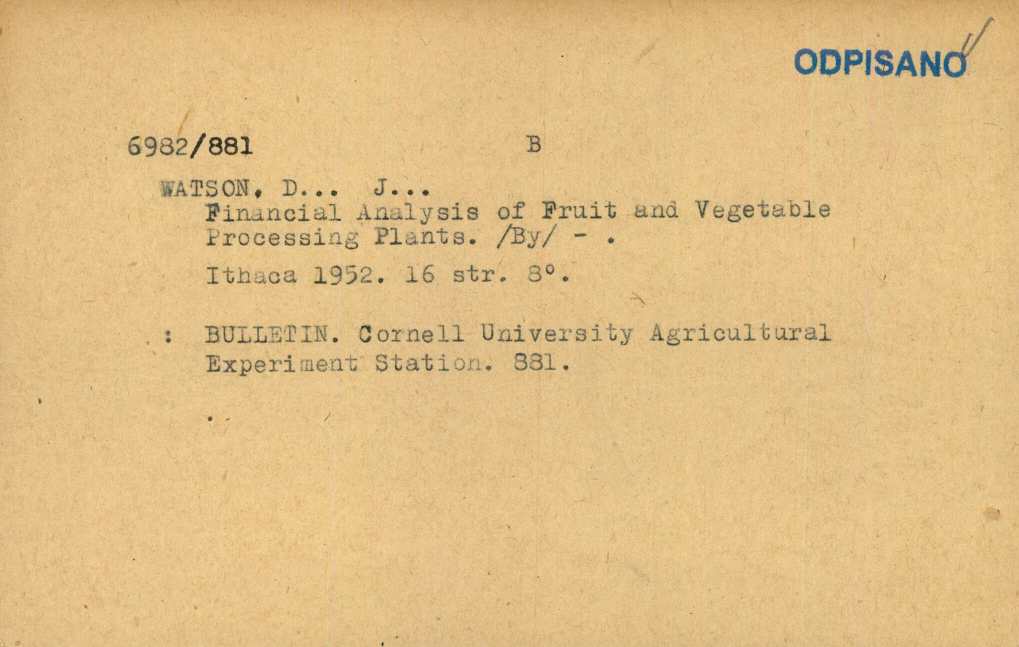 ODPISANO
6982/881 B
WATSON, D... J...
Financial Analysis of Fruit and Vegetable
Processing Plants. /By/ - .
Ithaca 1952. 16 str. 8°.
: BULLETIN. Cornell University Agricultural
Experiment Station. 881.
.